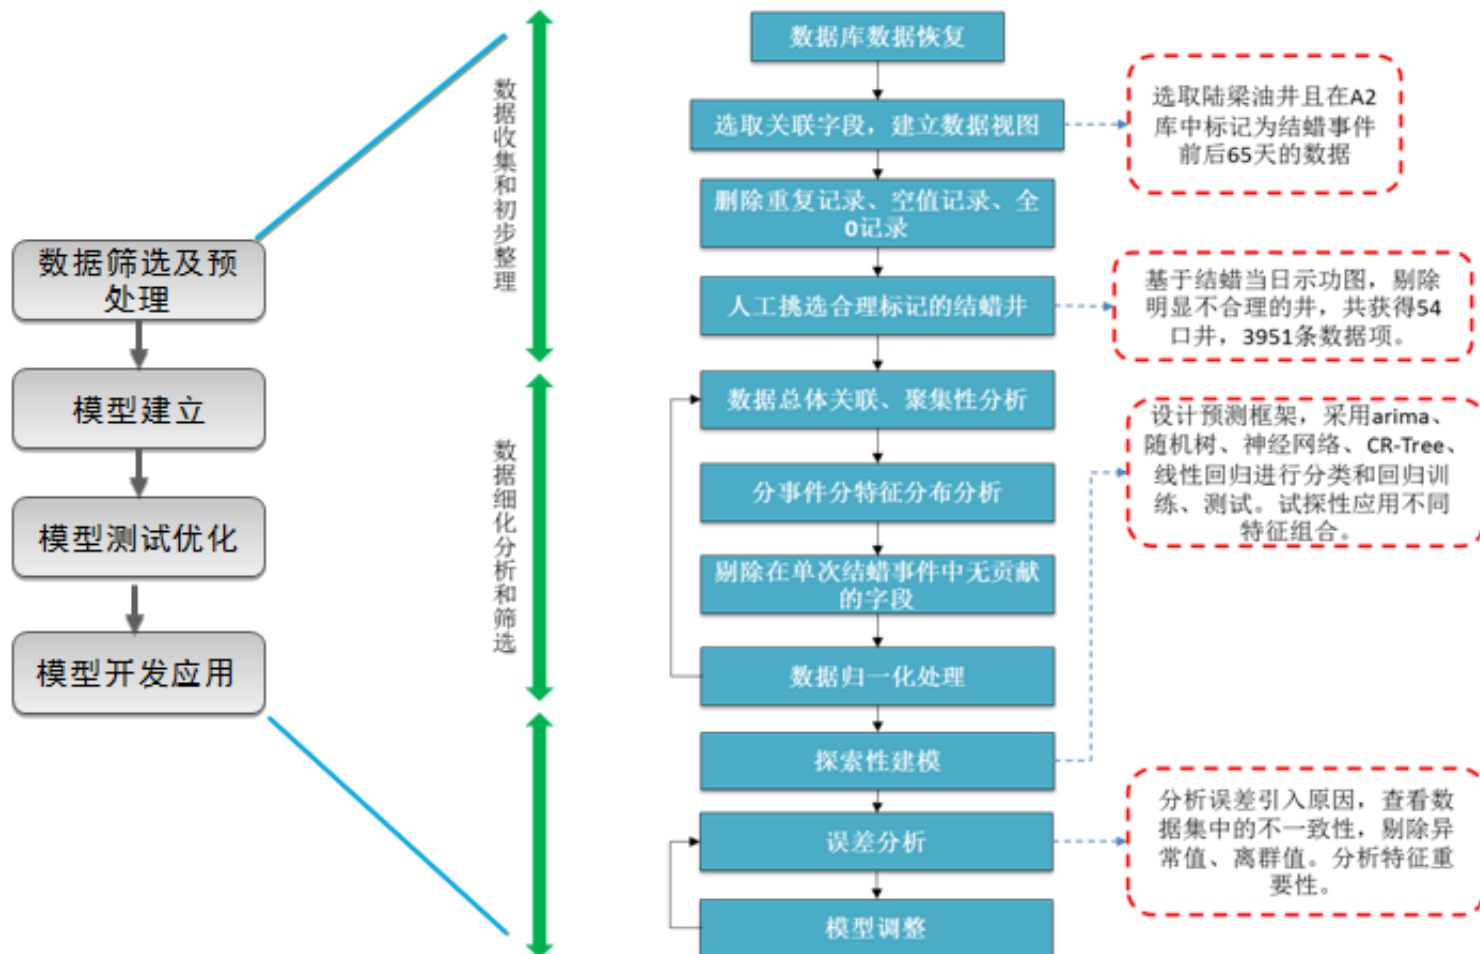 数据筛选及预
处理
模型建立
模型测试优化
模型开发应用
数据收集和初步整理
数据细化分析和筛选
数据库数据恢复
选取关联字段，建立数据视图
删除重复记录、空值记录、全
0记录
人工挑选合理标记的结蜡井
数据总体关联、聚集性分析
分事件分特征分布分析
剔除在单次结蜡事件中无贡献
的字段
数据归一化处理
探索性建模
误差分析
模型调整
选取陆梁油井且在A2
库中标记为结蜡事件
前后65天的数据
基于结蜡当日示功图，剔除
明显不合理的井，共获得54
口井，3951条数据项。
设计预测框架，采用arima、
随机树、神经网络、CR-Tree、
线性回归进行分类和回归训
练、测试。试探性应用不同
特征组合。
分析误差引入原因，查看数
据集中的不一致性，剔除异
常值、离群值。分析特征重
要性。